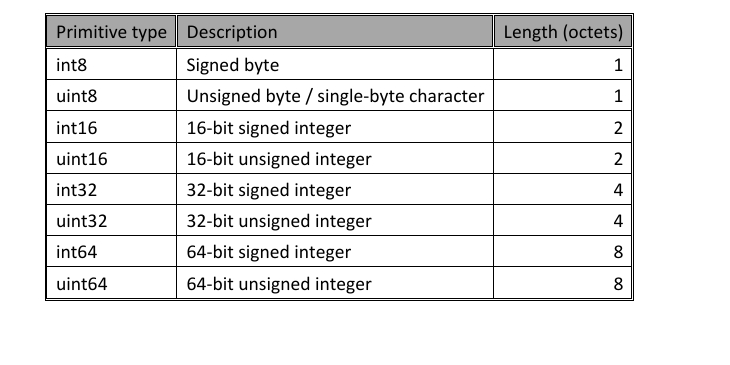 Primitive type Description Length (octets)
int8 Signed byte 1
uint8 Unsigned byte / single-byte character 1
int16 16-bit signed integer 2
uint16 16-bit unsigned integer 2
int32 32-bit signed integer 4
uint32 32-bit unsigned integer 4
int64 64-bit signed integer 8
uint64 64-bit unsigned integer 8